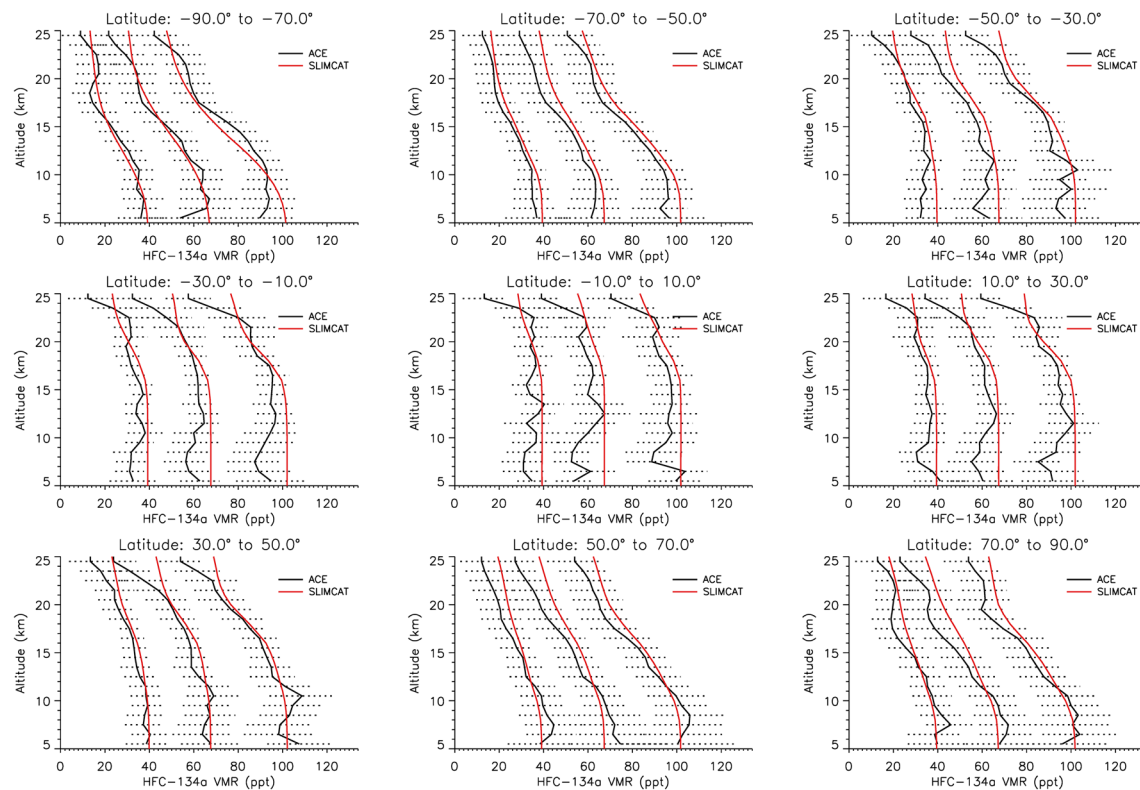 Latitude: −90.0° to −70.0°
25
20
15
10
5
Altitude (km)
ACE
SLIMCAT
0 20 40 60 80 100 120
HFC−134a VMR (ppt)
Latitude: −70.0° to −50.0°
25
20
15
10
5
Altitude (km)
ACE
SLIMCAT
0 20 40 60 80 100 120
HFC−134a VMR (ppt)
Latitude: −50.0° to −30.0°
25
20
15
10
5
Altitude (km)
ACE
SLIMCAT
0 20 40 60 80 100 120
HFC−134a VMR (ppt)
Latitude: −30.0° to −10.0°
25
20
15
10
5
Altitude (km)
ACE
SLIMCAT
0 20 40 60 80 100 120
HFC−134a VMR (ppt)
Latitude: −10.0° to 10.0°
25
20
15
10
5
Altitude (km)
ACE
SLIMCAT
0 20 40 60 80 100 120
HFC−134a VMR (ppt)
Latitude: 10.0° to 30.0°
25
20
15
10
5
Altitude (km)
ACE
SLIMCAT
0 20 40 60 80 100 120
HFC−134a VMR (ppt)
Latitude: 30.0° to 50.0°
25
20
15
10
5
Altitude (km)
ACE
SLIMCAT
0 20 40 60 80 100 120
HFC−134a VMR (ppt)
Latitude: 50.0° to 70.0°
25
20
15
10
5
Altitude (km)
ACE
SLIMCAT
0 20 40 60 80 100 120
HFC−134a VMR (ppt)
Latitude: 70.0° to 90.0°
25
20
15
10
5
Altitude (km)
ACE
SLIMCAT
0 20 40 60 80 100 120
HFC−134a VMR (ppt)